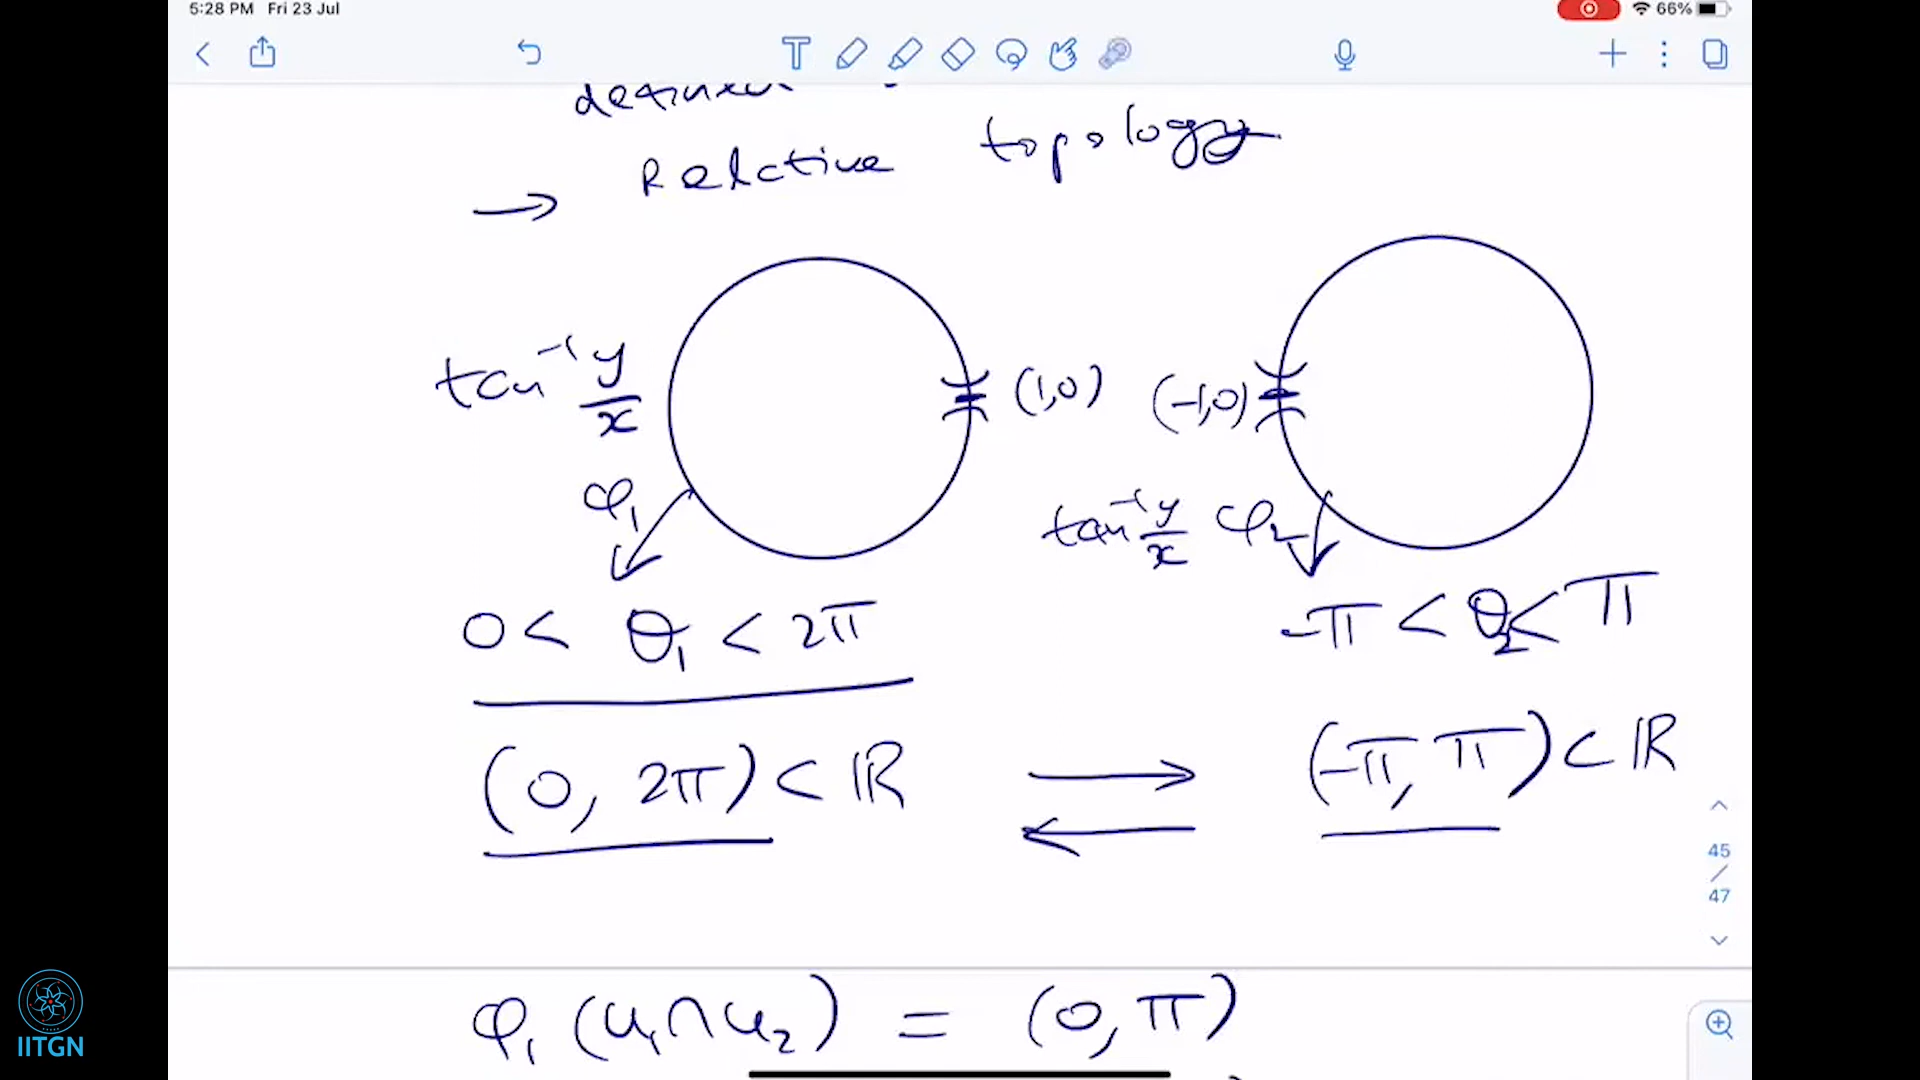 5:28 PM Fri 23 Jul
66%
T
→ Relative topology
tan⁻¹ y/x
(1,0)
(-1,0)
φ₁
tan⁻¹ y/x φ₂
0 < θ₁ < 2π
-π < θ₂ < π
(0, 2π) ⊂ ℝ
(-π, π) ⊂ ℝ
45
/
47
φ₁ (u₁∩u₂) = (0, π)
IITGN